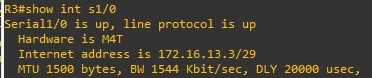 R3#show int s1/0
Serial1/0 is up, line protocol is up
Hardware is M4T
Internet address is 172.16.13.3/29
MTU 1500 bytes, BW 1544 Kbit/sec, DLY 20000 usec,